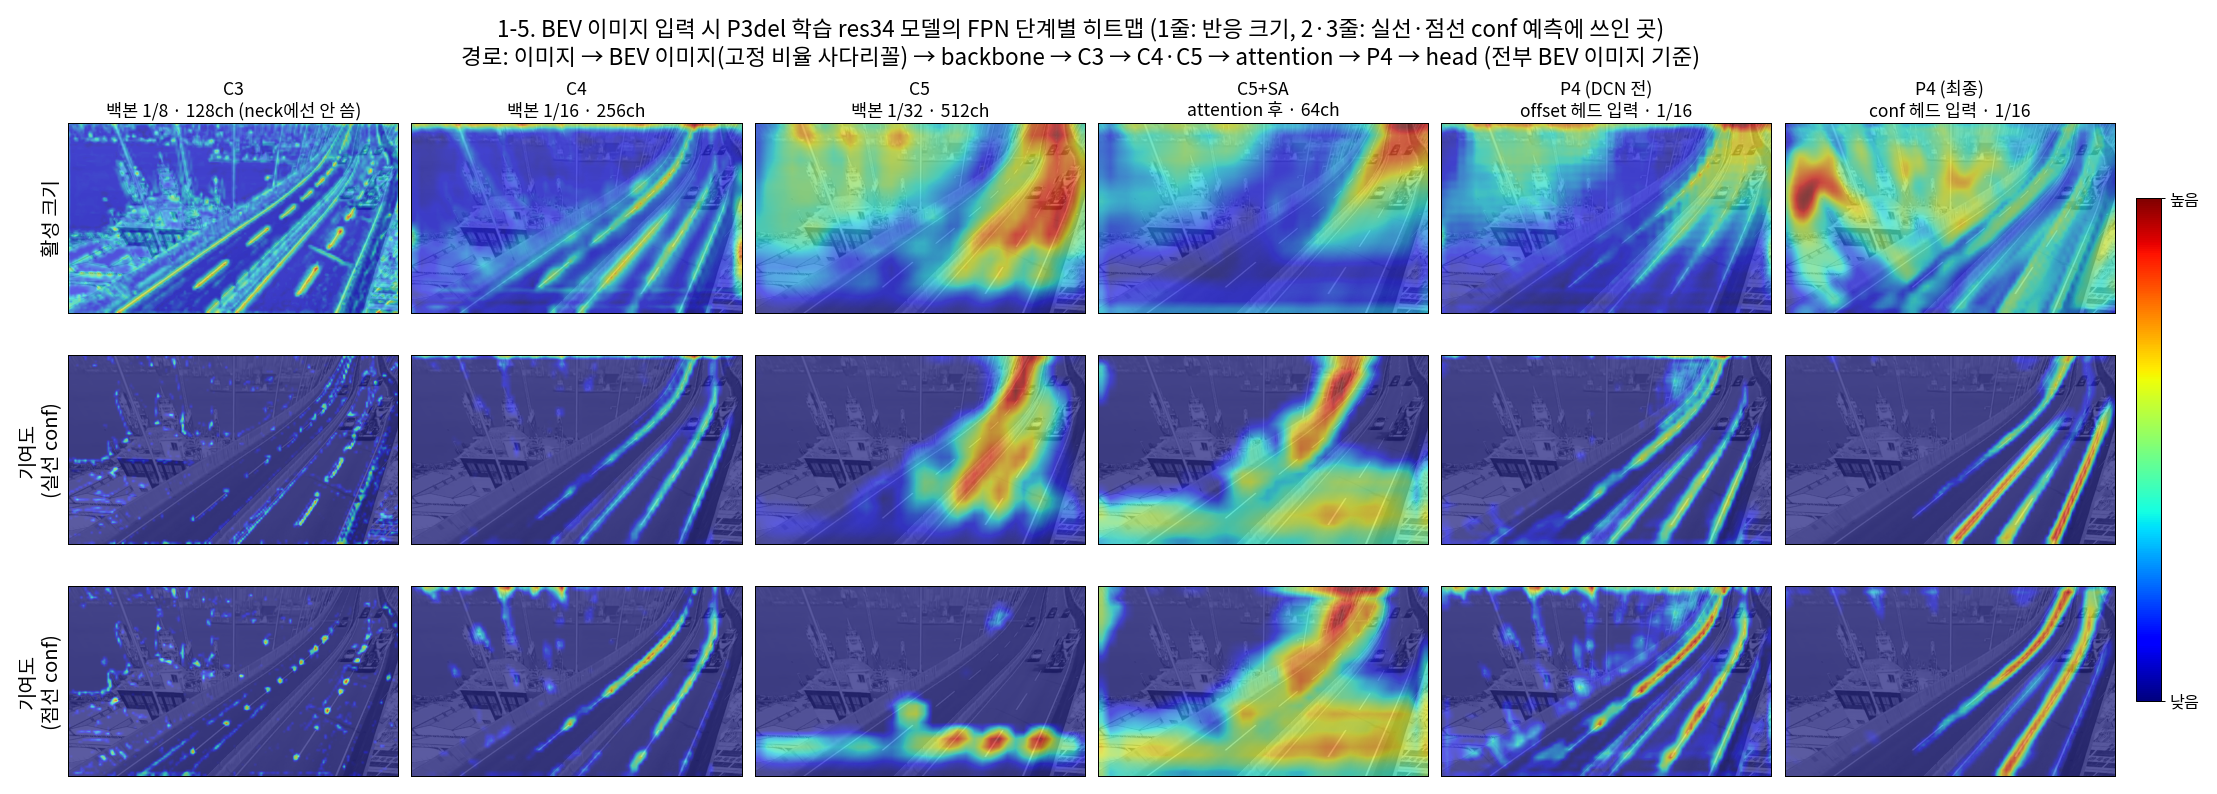 1-5. BEV 이미지 입력 시 P3del 학습 res34 모델의 FPN 단계별 히트맵 (1줄: 반응 크기, 2·3줄: 실선·점선 conf 예측에 쓰인 곳)
경로: 이미지 → BEV 이미지(고정 비율 사다리꼴) → backbone → C3 → C4·C5 → attention → P4 → head (전부 BEV 이미지 기준)
C3
백본 1/8 · 128ch (neck에선 안 씀)
C4
백본 1/16 · 256ch
C5
백본 1/32 · 512ch
C5+SA
attention 후 · 64ch
P4 (DCN 전)
offset 헤드 입력 · 1/16
P4 (최종)
conf 헤드 입력 · 1/16
활성 크기
기여도
(실선 conf)
기여도
(점선 conf)
높음
낮음